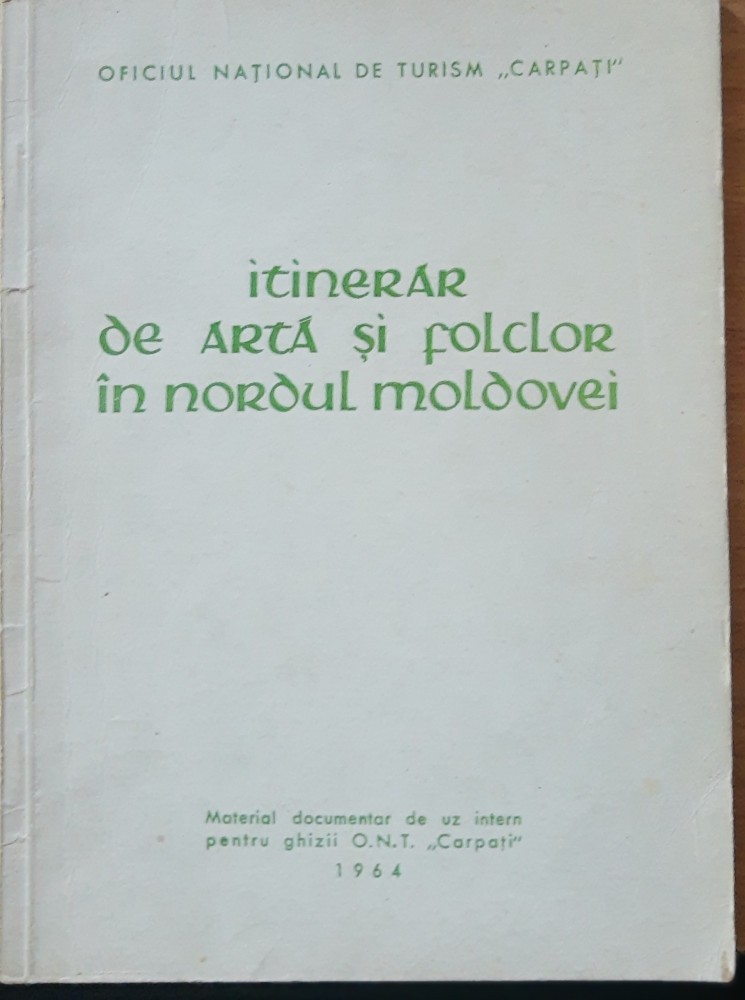 OFICIUL NAȚIONAL DE TURISM „CARPAȚI”
itinerar
de artă și folclor
în nordul moldovei
Material documentar de uz intern
pentru ghizii O.N.T. „Carpați”
1964